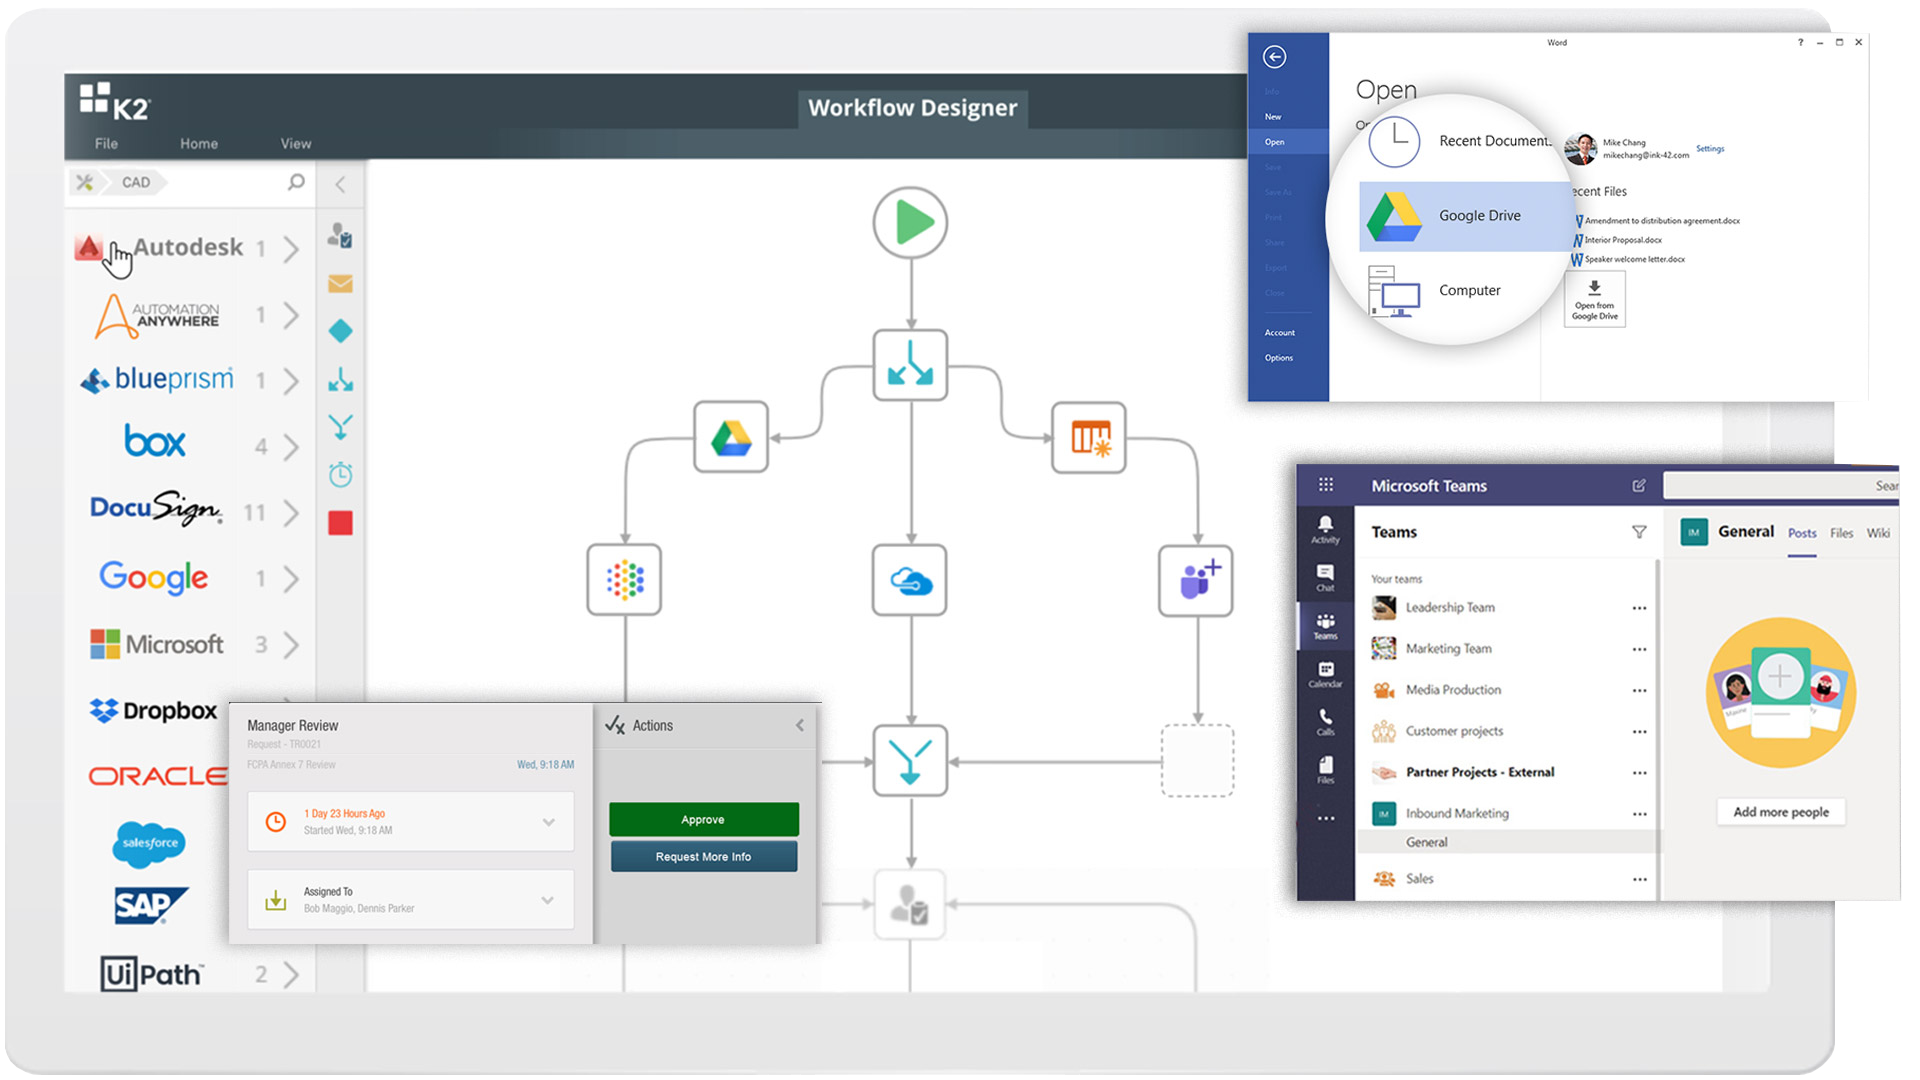 K2
Workflow Designer
File Home View
CAD
Autodesk 1
AUTOMATION
ANYWHERE 1
blueprism 1
box 4
DocuSign 11
Google 1
Microsoft 3
Dropbox
ORACLE
salesforce
SAP
UiPath 2
Manager Review
Request - TR0021
FCPA Annex 7 Review
Wed, 9:18 AM
1 Day 23 Hours Ago
Started Wed, 9:18 AM
Assigned To
Bob Maggio, Dennis Parker
Actions
Approve
Request More Info
Word
?
Info
New
Open
Save
Save As
Print
Share
Export
Close
Account
Options
Open
Recent Documents
Google Drive
Computer
Mike Chang
mikechang@ink-42.com
Settings
ecent Files
Amendment to distribution agreement.docx
Interior Proposal.docx
Speaker welcome letter.docx
Open from
Google Drive
Microsoft Teams
Sear
Activity
Chat
Teams
Calendar
Calls
Files
Teams
Your teams
Leadership Team
Marketing Team
Media Production
Customer projects
Partner Projects - External
IM Inbound Marketing
General
Sales
IM General Posts Files Wiki
Add more people